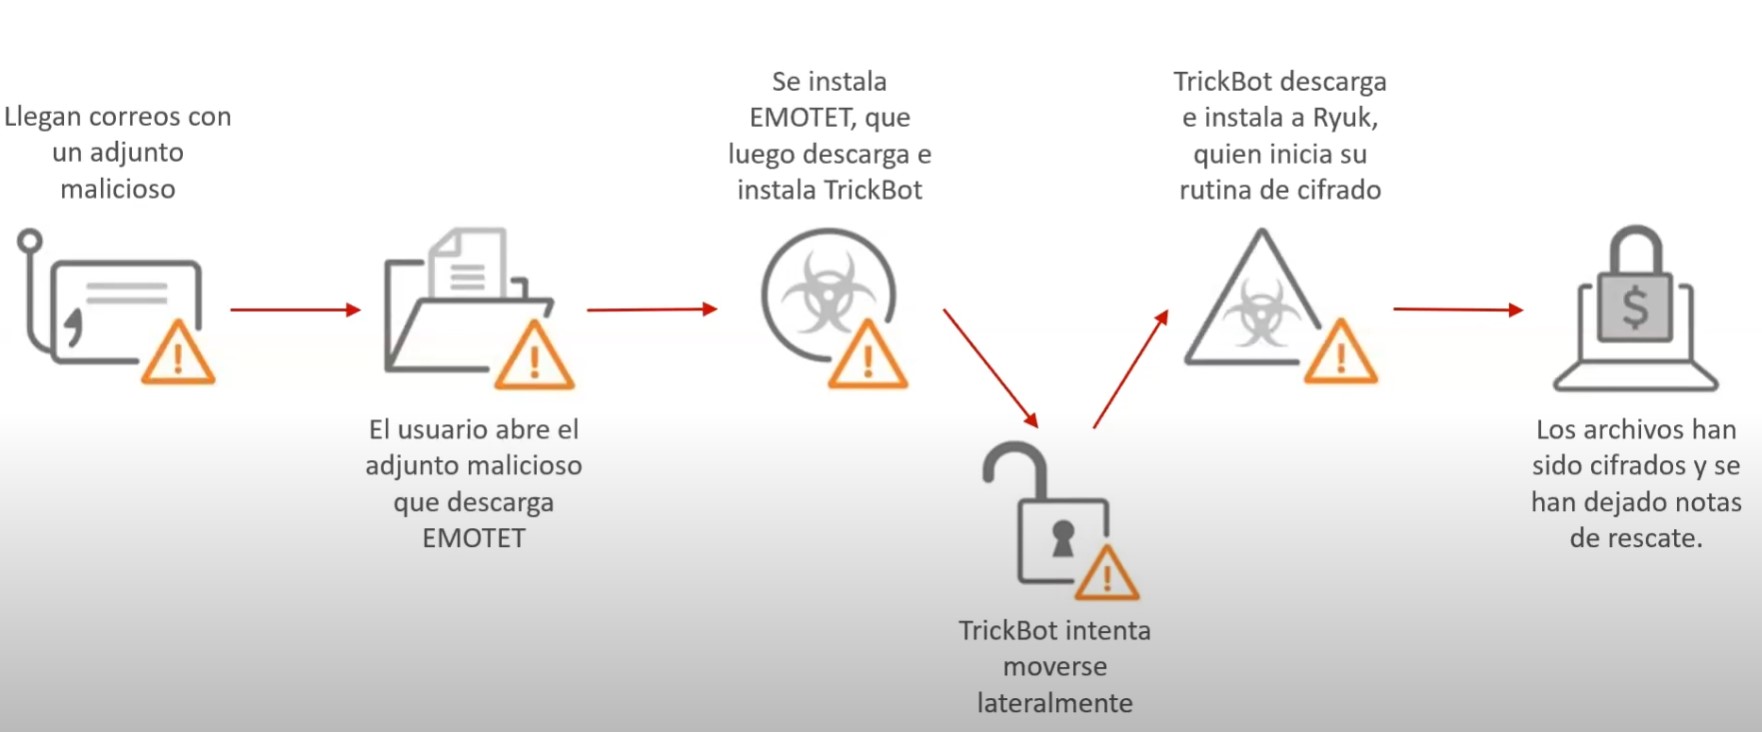 Llegan correos con
un adjunto
malicioso
El usuario abre el
adjunto malicioso
que descarga
EMOTET
Se instala
EMOTET, que
luego descarga e
instala TrickBot
TrickBot intenta
moverse
lateralmente
TrickBot descarga
e instala a Ryuk,
quien inicia su
rutina de cifrado
$
Los archivos han
sido cifrados y se
han dejado notas
de rescate.